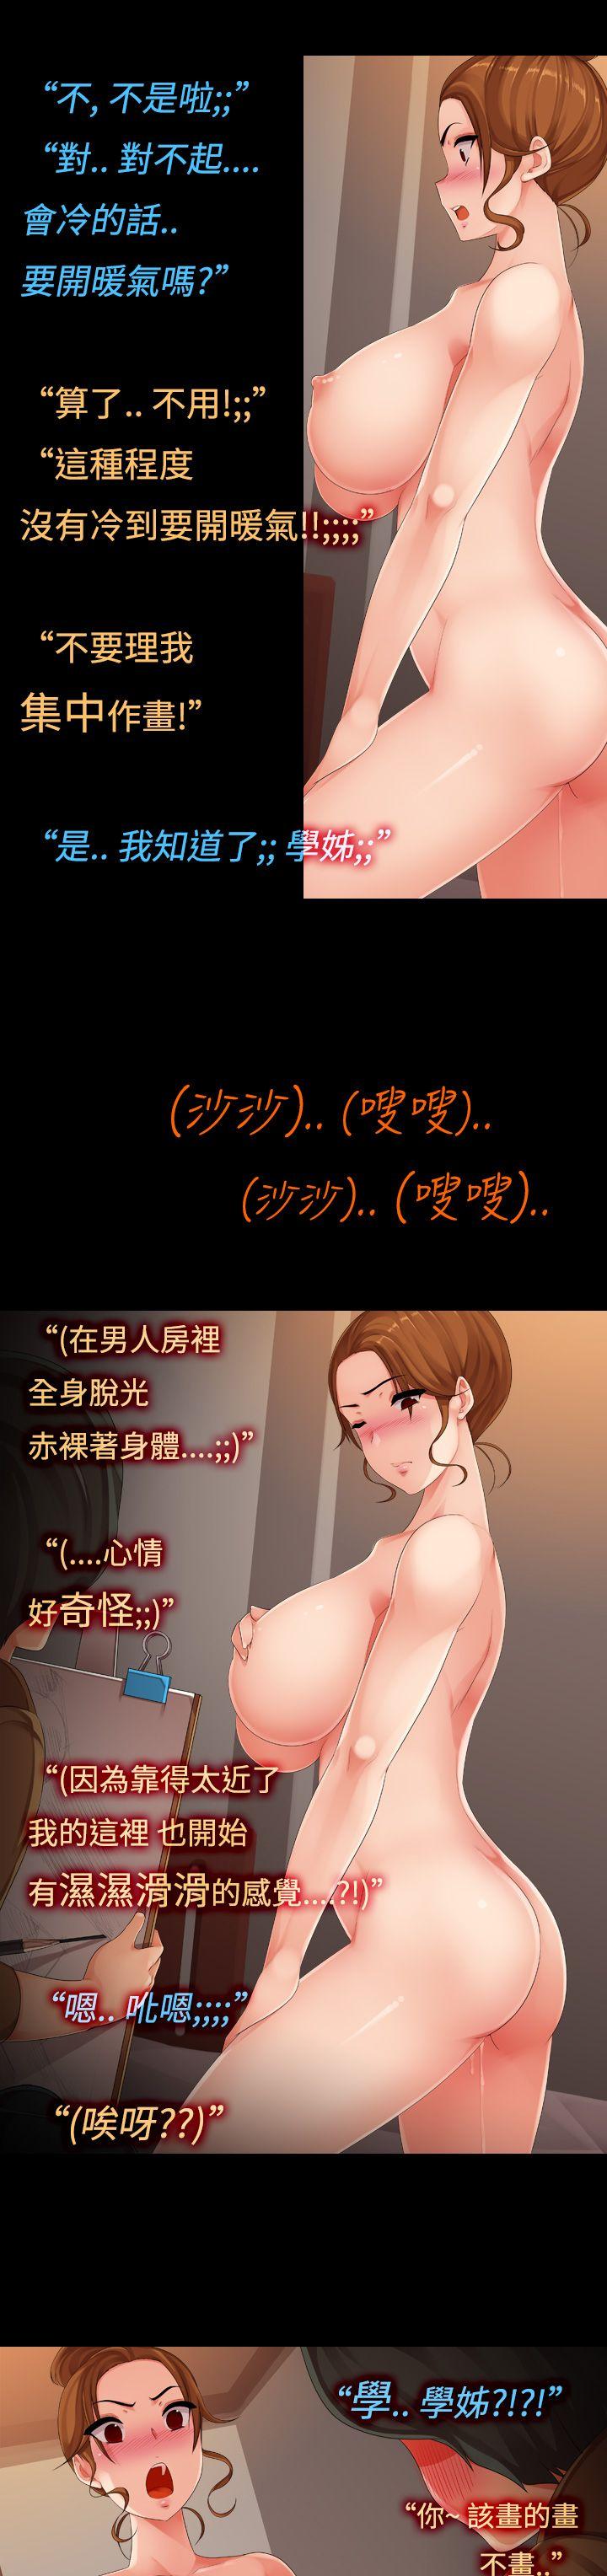 “不, 不是啦;;”
“對.. 對不起....
會冷的話..
要開暖氣嗎?”
“算了.. 不用!;;”
“這種程度
沒有冷到要開暖氣!!;;;;”
“不要理我
集中作畫!”
“是.. 我知道了;; 學姊;;”
(沙沙).. (嗖嗖)..
(沙沙).. (嗖嗖)..
“(在男人房裡
全身脫光
赤裸著身體....;;)”
“(....心情
好奇怪;;)”
“(因為靠得太近了
我的這裡 也開始
有濕濕滑滑的感覺....?!)”
“嗯.. 吪嗯;;;;”
“(唉呀??)”
“學.. 學姊?!?!”
“你~ 該畫的畫
不畫..”